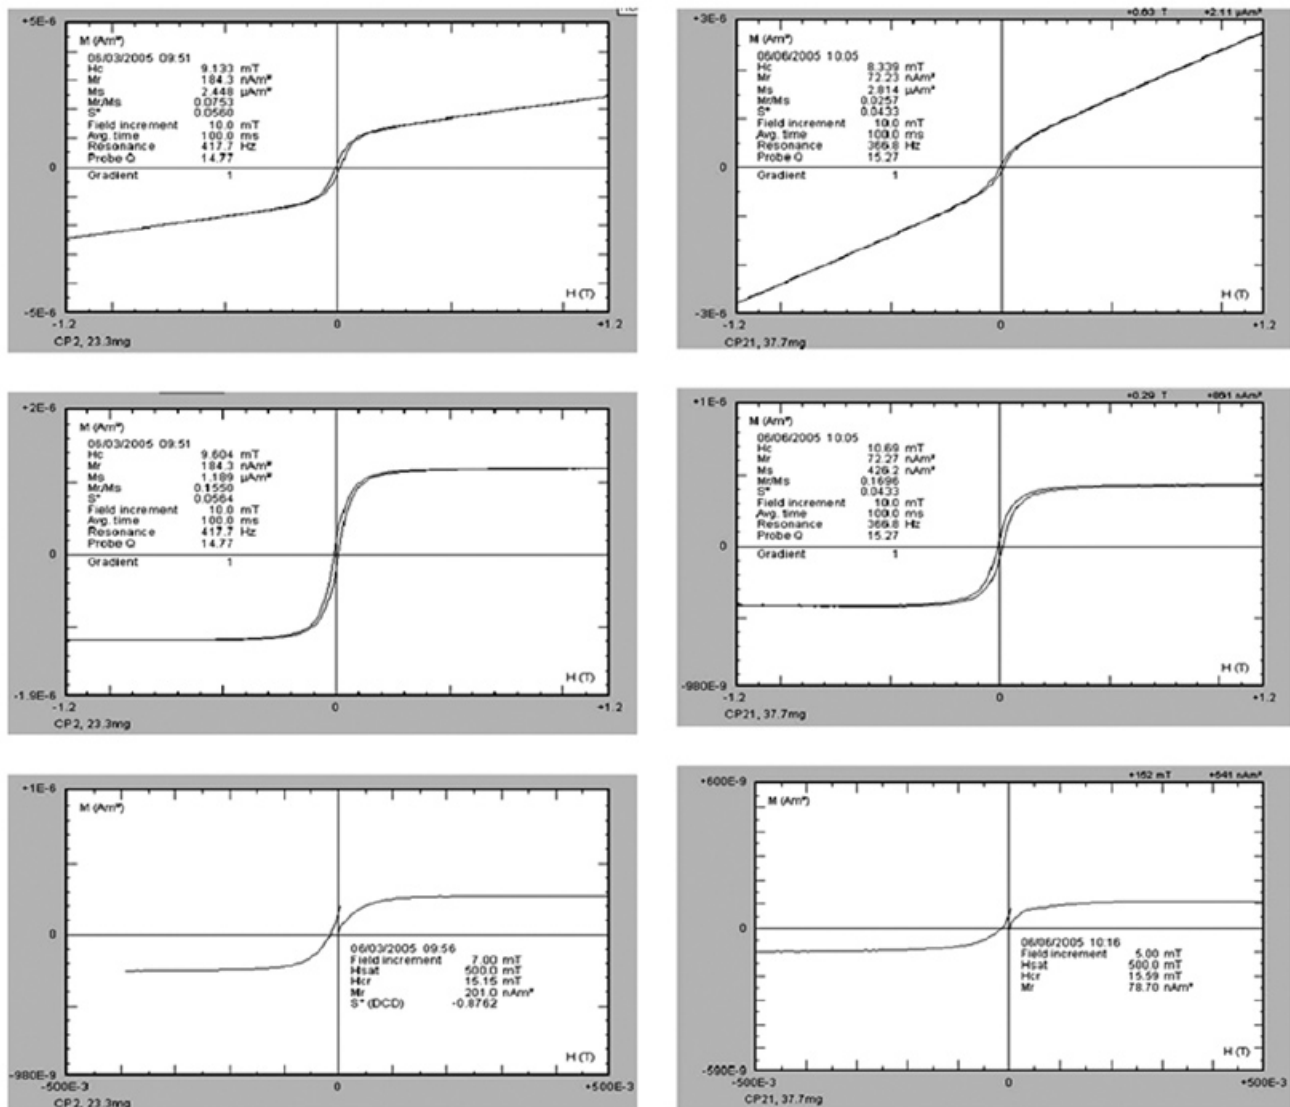 +5E-6
M (Am²)
06/03/2005 09:51
Hc 9.133 mT
Mr 184.3 nAm²
Ms 2.448 µAm²
Mr/Ms 0.0753
S* 0.0560
Field increment 10.0 mT
Avg. time 100.0 ms
Resonance 417.7 Hz
Probe Q 14.77
Gradient 1
0
H (T)
-5E-6
-1.2 0 +1.2
CP2, 23.3mg
+0.63 T +2.11 µAm²
+3E-6
M (Am²)
06/06/2005 10:05
Hc 8.339 mT
Mr 72.23 nAm²
Ms 2.814 µAm²
Mr/Ms 0.0257
S* 0.0433
Field increment 10.0 mT
Avg. time 100.0 ms
Resonance 366.8 Hz
Probe Q 15.27
Gradient 1
0
H (T)
-3E-6
-1.2 0 +1.2
CP21, 37.7mg
+2E-6
M (Am²)
06/03/2005 09:51
Hc 9.604 mT
Mr 184.3 nAm²
Ms 1.189 µAm²
Mr/Ms 0.1550
S* 0.0564
Field increment 10.0 mT
Avg. time 100.0 ms
Resonance 417.7 Hz
Probe Q 14.77
Gradient 1
0
H (T)
-1.9E-6
-1.2 0 +1.2
CP2, 23.3mg
+0.29 T nAm²
+1E-6
M (Am²)
06/06/2005 10:05
Hc 10.69 mT
Mr 72.27 nAm²
Ms 426.2 nAm²
Mr/Ms 0.1696
S* 0.0433
Field increment 10.0 mT
Avg. time 100.0 ms
Resonance 366.8 Hz
Probe Q 15.27
Gradient 1
0
H (T)
-980E-9
-1.2 0 +1.2
CP21, 37.7mg
+1E-6
M (Am²)
0
06/03/2005 09:56
Field increment 7.00 mT
Hsat 500.0 mT
Hcr 15.15 mT
Mr 201.0 nAm²
S* (DCD) -0.8762
H (T)
-980E-9
-500E-3 0 +500E-3
CP2, 23.3mg
+152 mT +541 nAm²
+600E-9
M (Am²)
0
06/06/2005 10:16
Field increment 5.00 mT
Hsat 500.0 mT
Hcr 15.59 mT
Mr 78.70 nAm²
H (T)
-590E-9
-500E-3 0 +500E-3
CP21, 37.7mg